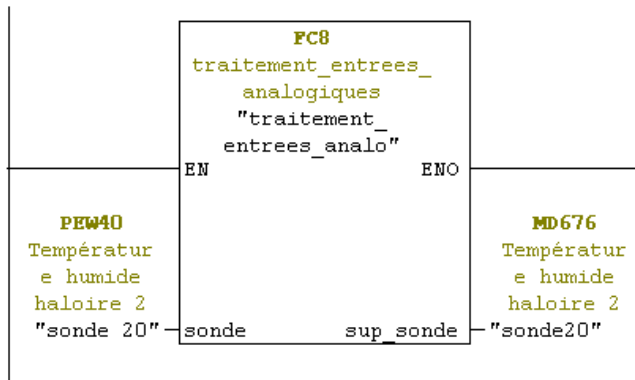 FC8
traitement_entrees_
analogiques
"traitement_
entrees_analo"
EN ENO
PEW40
Températur
e humide
haloire 2
"sonde 20"
sonde
sup_sonde
MD676
Températur
e humide
haloire 2
"sonde20"